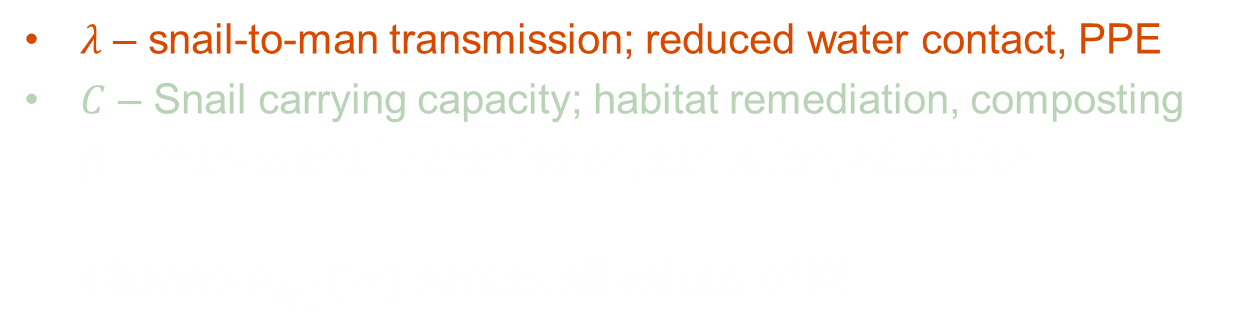 • λ – snail-to-man transmission; reduced water contact, PPE
• C – Snail carrying capacity; habitat remediation, composting